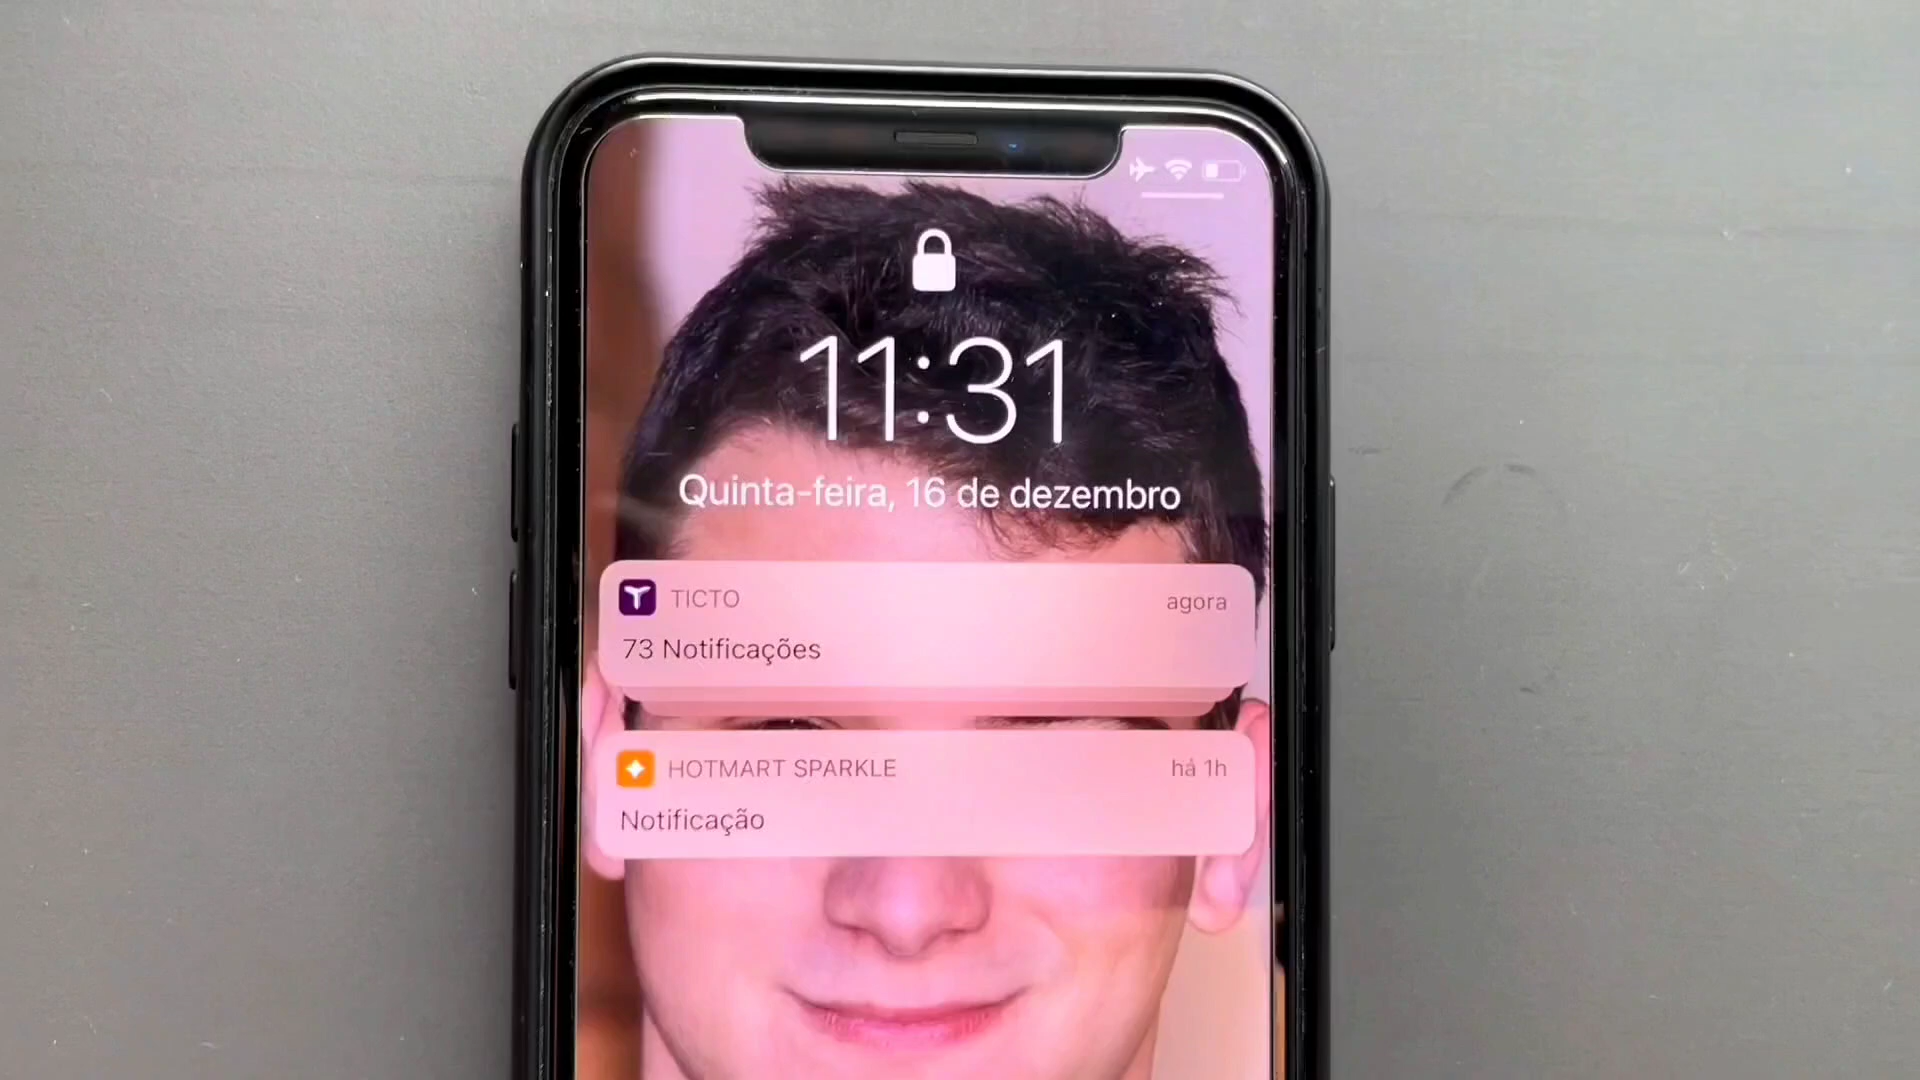 11:31
Quinta-feira, 16 de dezembro
TICTO
agora
73 Notificações
HOTMART SPARKLE
há 1h
Notificação